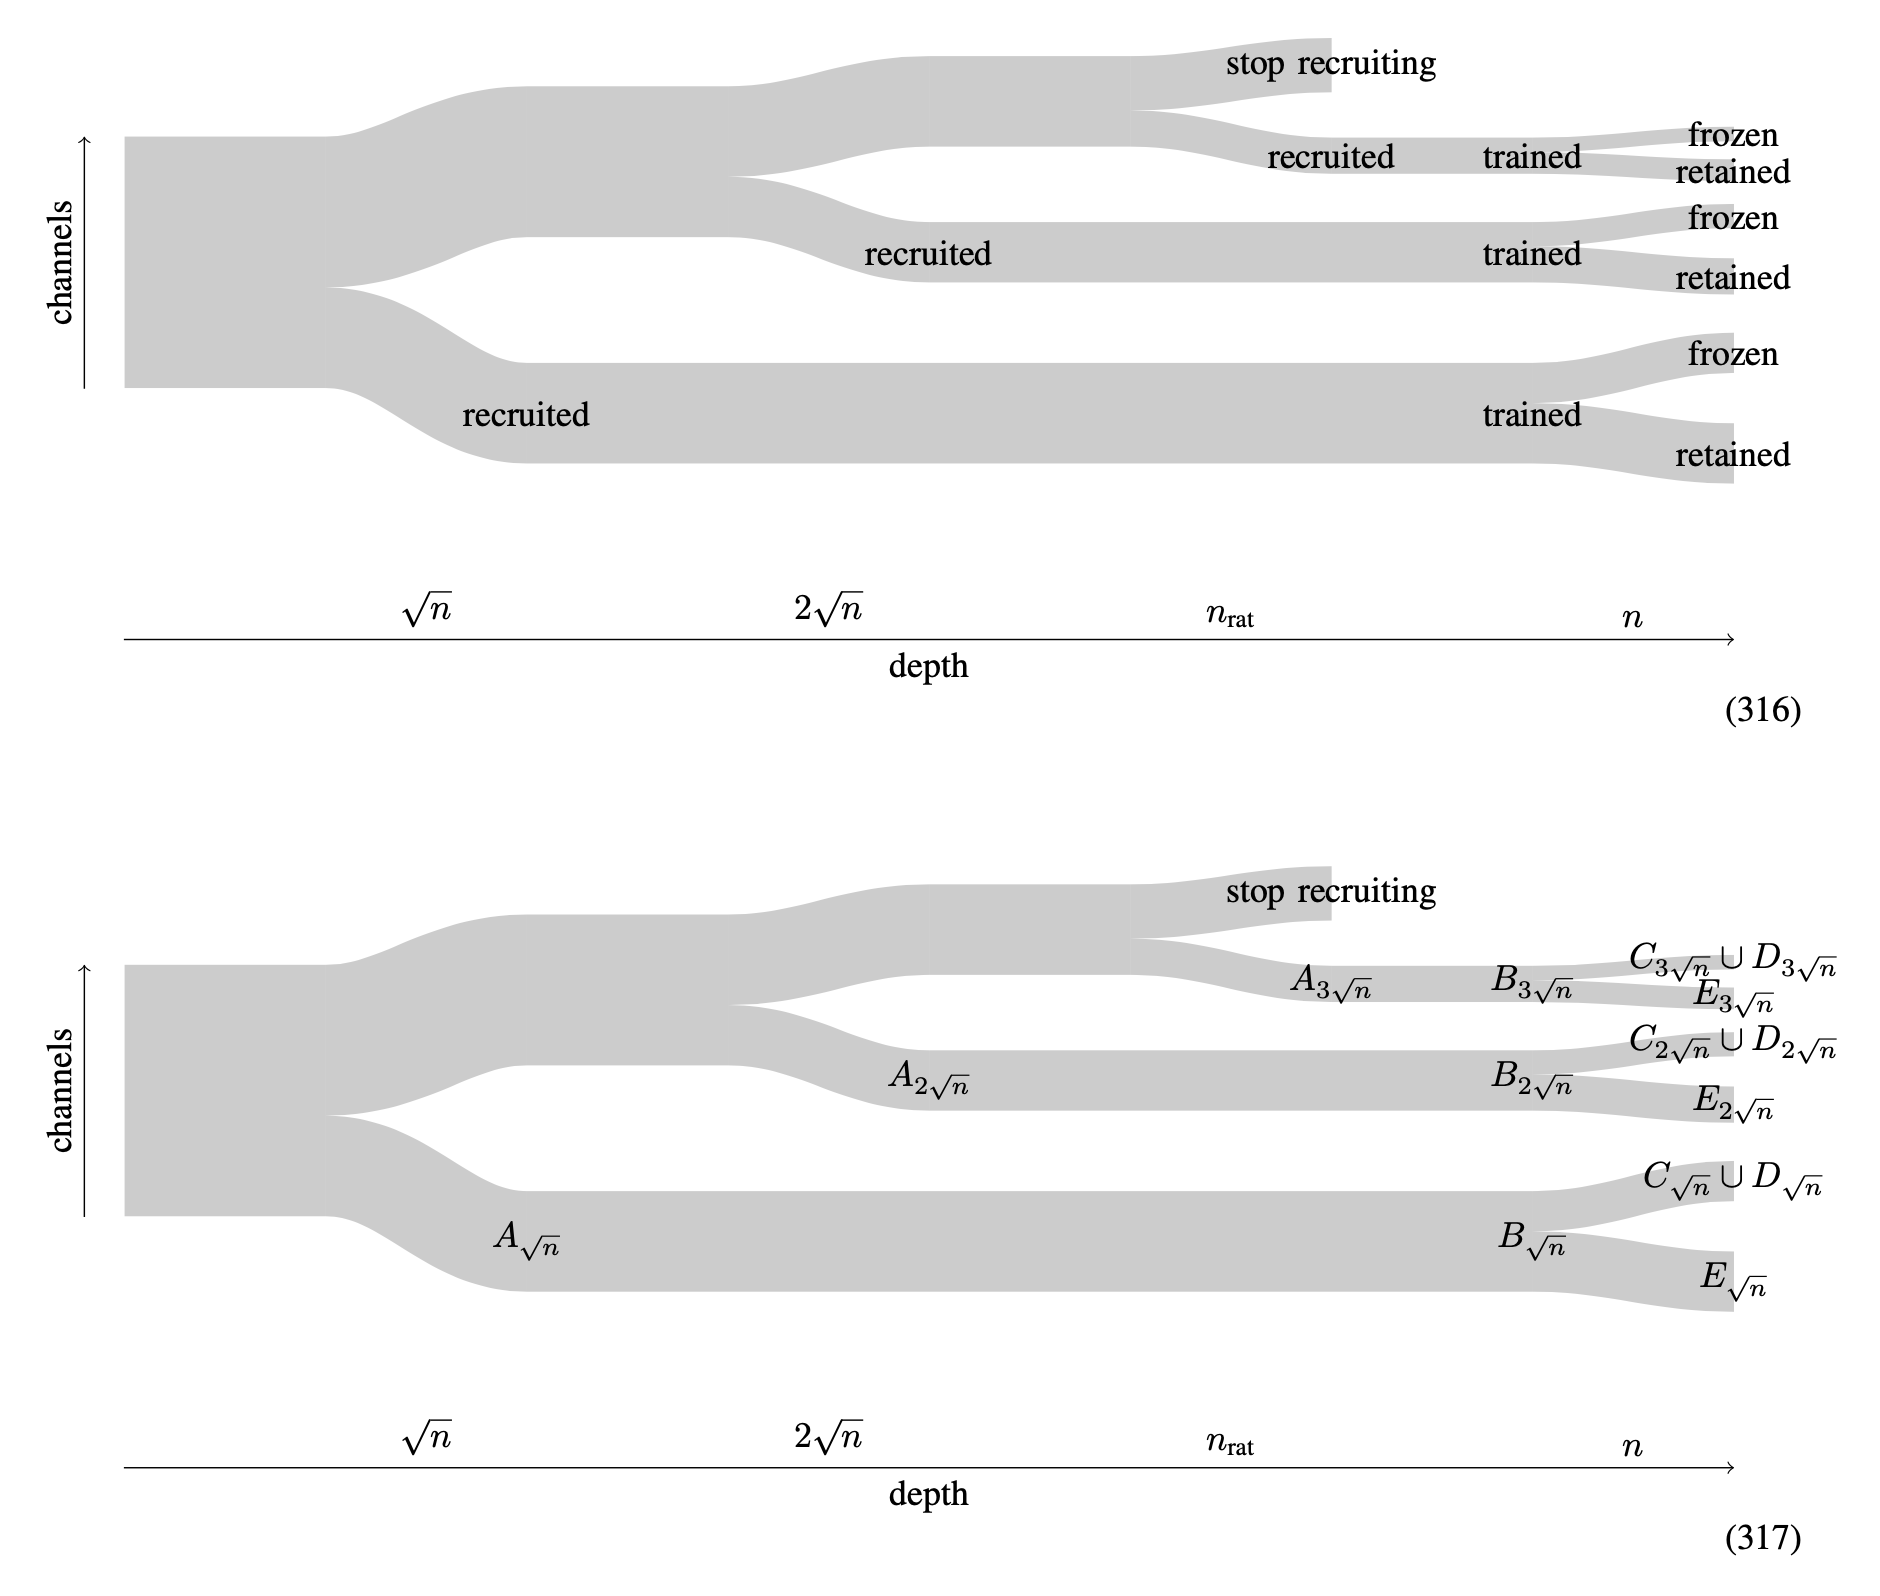 stop recruiting
frozen
recruited trained
retained
frozen
recruited trained
retained
channels
frozen
recruited trained
retained
√n 2√n n_rat n
depth
(316)
stop recruiting
C_{3√n} ∪ D_{3√n}
A_{3√n} B_{3√n}
E_{3√n}
C_{2√n} ∪ D_{2√n}
A_{2√n} B_{2√n}
E_{2√n}
channels
C_{√n} ∪ D_{√n}
A_{√n} B_{√n}
E_{√n}
√n 2√n n_rat n
depth
(317)